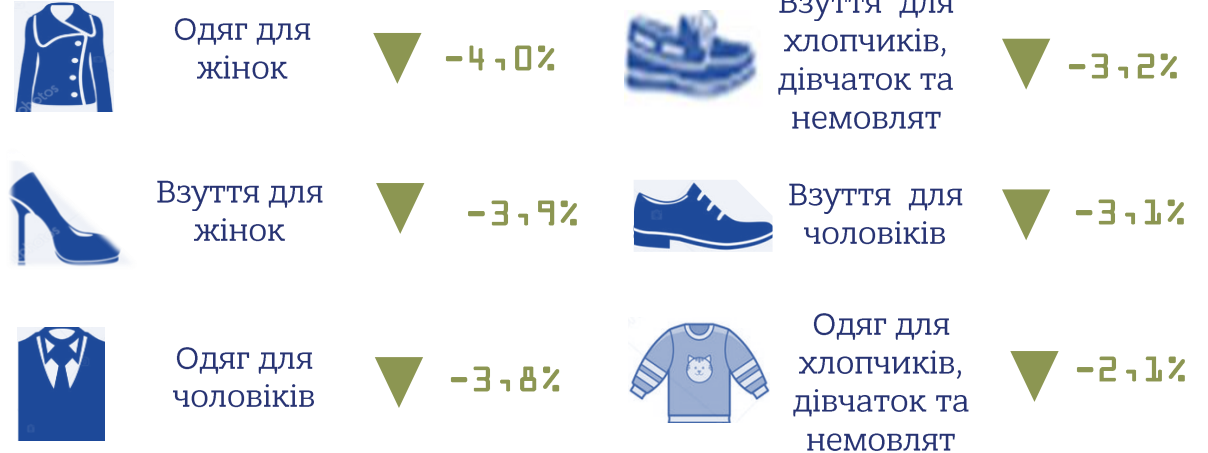 Одяг для
жінок
-4,0%
Взуття для
хлопчиків,
дівчаток та
немовлят
-3,2%
Взуття для
жінок
-3,9%
Взуття для
чоловіків
-3,1%
Одяг для
чоловіків
-3,8%
Одяг для
хлопчиків,
дівчаток та
немовлят
-2,1%